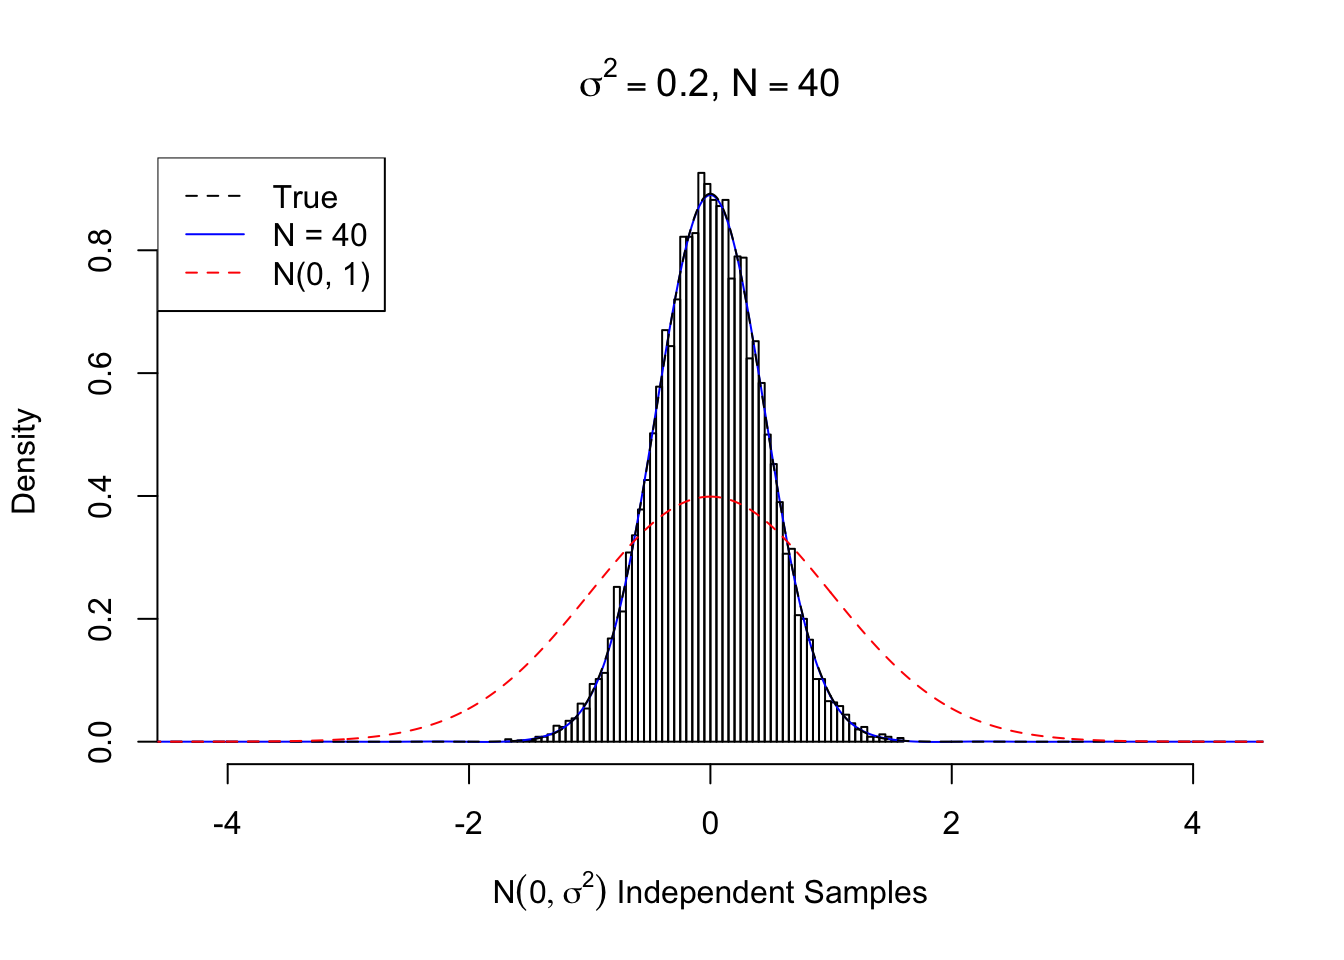 σ² = 0.2, N = 40
True
N = 40
N(0, 1)
Density
0.0
0.2
0.4
0.6
0.8
-4
-2
0
2
4
N(0, σ²) Independent Samples